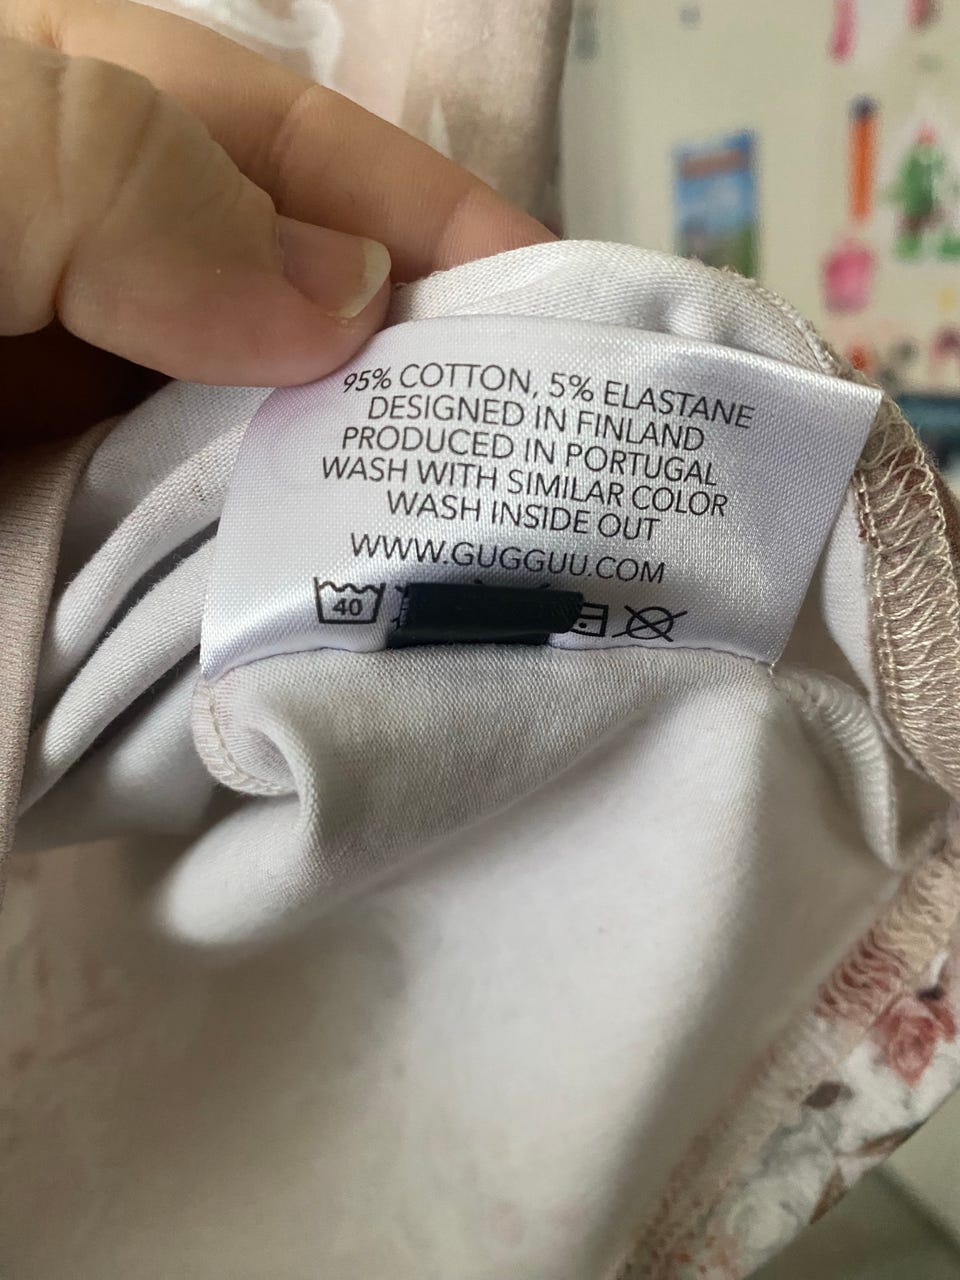 95% COTTON, 5% ELASTANE
DESIGNED IN FINLAND
PRODUCED IN PORTUGAL
WASH WITH SIMILAR COLOR
WASH INSIDE OUT
WWW.GUGGUU.COM
40